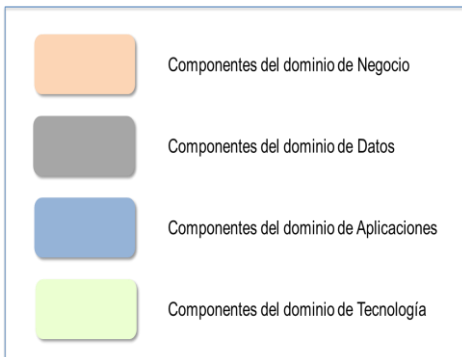 Componentes del dominio de Negocio
Componentes del dominio de Datos
Componentes del dominio de Aplicaciones
Componentes del dominio de Tecnología